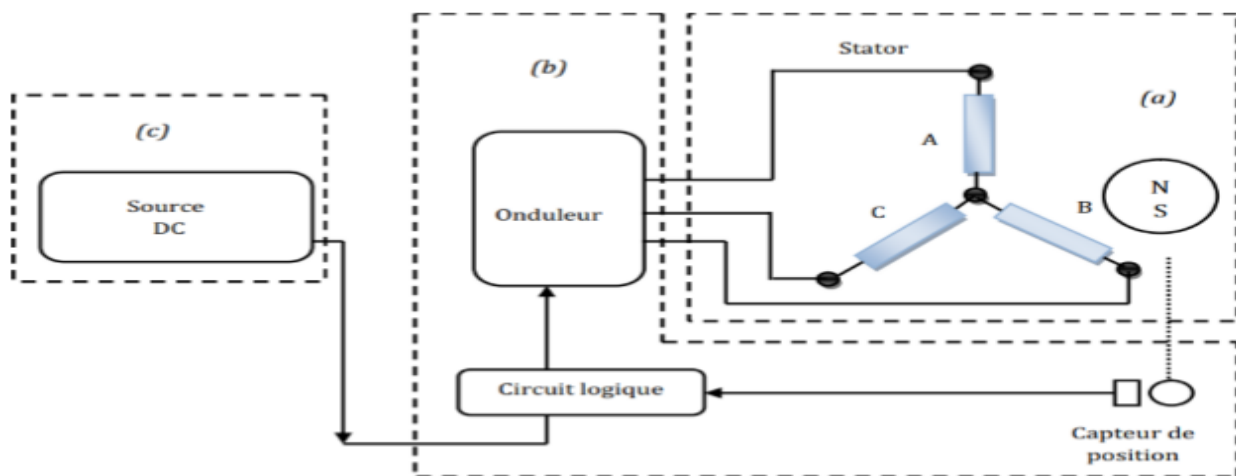 (c)
Source
DC
(b)
Onduleur
Circuit logique
Stator
(a)
A
B
C
N
S
Capteur de
position